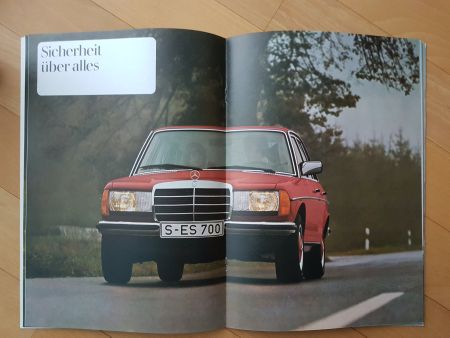 Sicherheit
über alles
S-ES 700